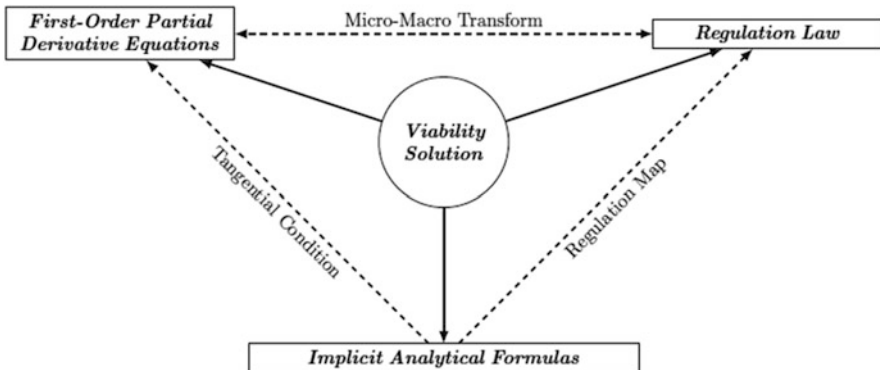 First-Order Partial
Derivative Equations
Micro-Macro Transform
Regulation Law
Viability
Solution
Tangential Condition
Regulation Map
Implicit Analytical Formulas